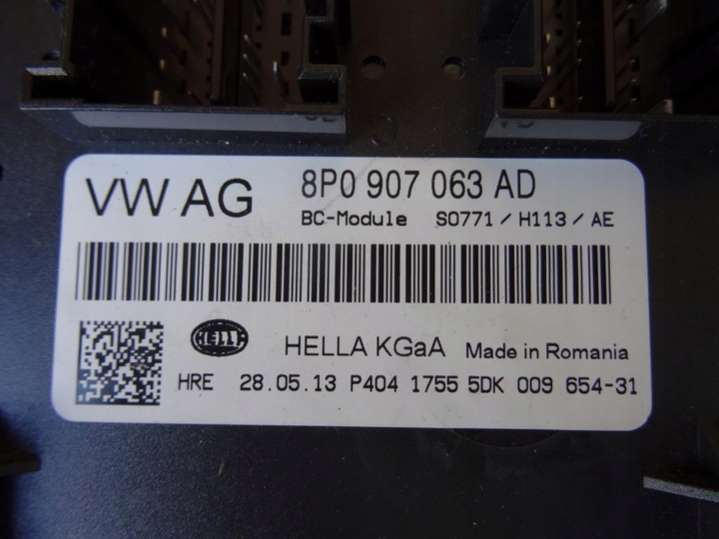 VW AG
8P0 907 063 AD
BC-Module S0771 / H113 / AE
HELLA
HELLA KGaA Made in Romania
HRE 28.05.13 P404 1755 5DK 009 654-31